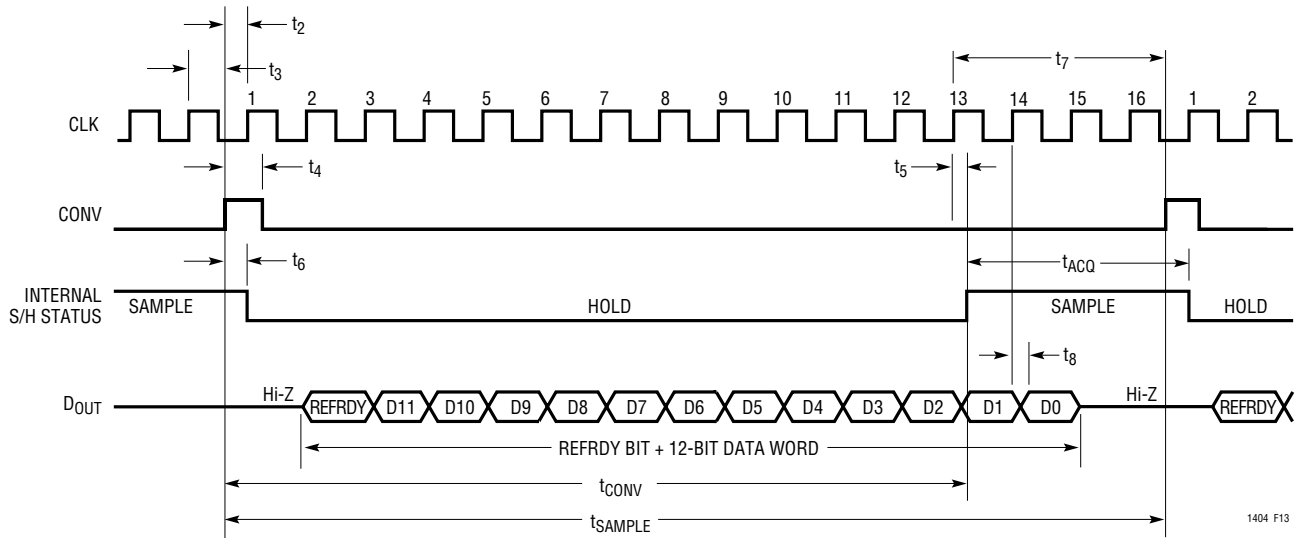 t2
t3
t7
1 2 3 4 5 6 7 8 9 10 11 12 13 14 15 16 1 2
CLK
t4
t5
CONV
t6
tACQ
INTERNAL
S/H STATUS
SAMPLE HOLD SAMPLE HOLD
t8
DOUT
Hi-Z REFRDY D11 D10 D9 D8 D7 D6 D5 D4 D3 D2 D1 D0 Hi-Z REFRDY
REFRDY BIT + 12-BIT DATA WORD
tCONV
tSAMPLE
1404 F13